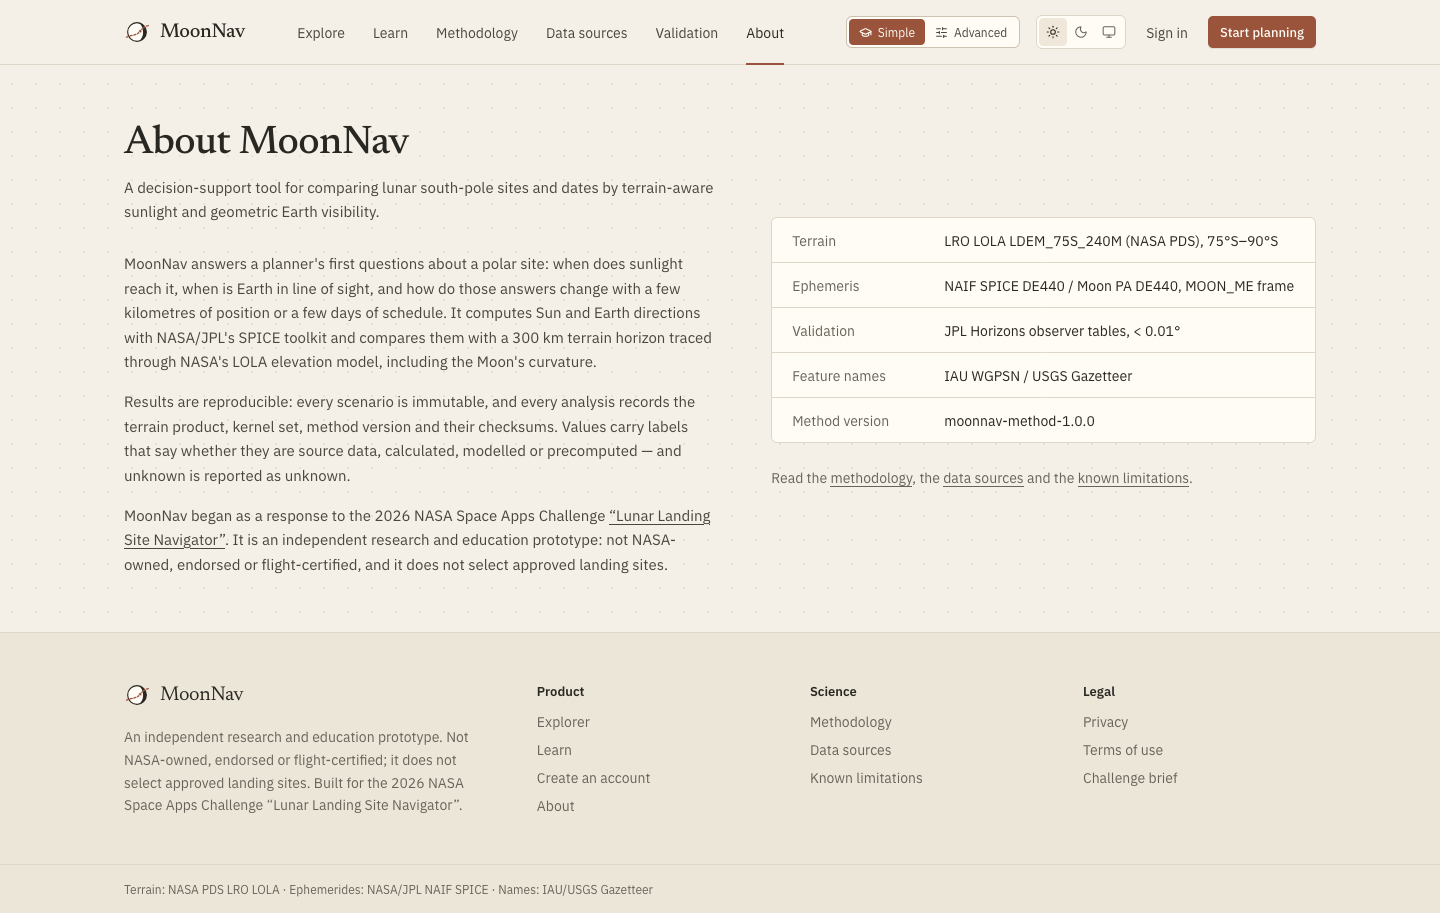 MoonNav
Explore
Learn
Methodology
Data sources
Validation
About
Simple
Advanced
Sign in
Start planning
About MoonNav
A decision-support tool for comparing lunar south-pole sites and dates by terrain-aware
sunlight and geometric Earth visibility.
MoonNav answers a planner's first questions about a polar site: when does sunlight
reach it, when is Earth in line of sight, and how do those answers change with a few
kilometres of position or a few days of schedule. It computes Sun and Earth directions
with NASA/JPL's SPICE toolkit and compares them with a 300 km terrain horizon traced
through NASA's LOLA elevation model, including the Moon's curvature.
Results are reproducible: every scenario is immutable, and every analysis records the
terrain product, kernel set, method version and their checksums. Values carry labels
that say whether they are source data, calculated, modelled or precomputed — and
unknown is reported as unknown.
MoonNav began as a response to the 2026 NASA Space Apps Challenge “Lunar Landing
Site Navigator”. It is an independent research and education prototype: not NASA-
owned, endorsed or flight-certified, and it does not select approved landing sites.
Terrain LRO LOLA LDEM_75S_240M (NASA PDS), 75°S–90°S
Ephemeris NAIF SPICE DE440 / Moon PA DE440, MOON_ME frame
Validation JPL Horizons observer tables, < 0.01°
Feature names IAU WGPSN / USGS Gazetteer
Method version moonnav-method-1.0.0
Read the methodology, the data sources and the known limitations.
MoonNav
An independent research and education prototype. Not
NASA-owned, endorsed or flight-certified; it does not
select approved landing sites. Built for the 2026 NASA
Space Apps Challenge “Lunar Landing Site Navigator”.
Product
Explorer
Learn
Create an account
About
Science
Methodology
Data sources
Known limitations
Legal
Privacy
Terms of use
Challenge brief
Terrain: NASA PDS LRO LOLA · Ephemerides: NASA/JPL NAIF SPICE · Names: IAU/USGS Gazetteer